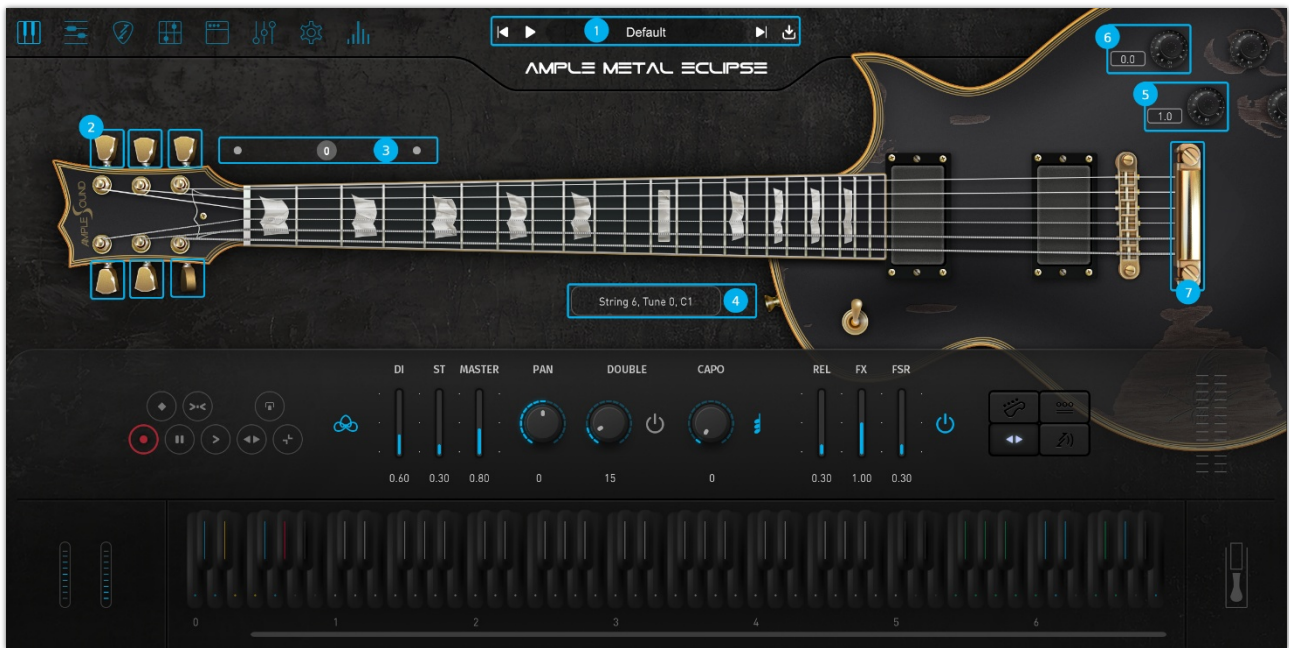 1 Default
AMPLE METAL ECLIPSE
6
0.0
5
1.0
2
0 3
AMPLE SOUND
String 6, Tune 0, C1 4
7
DI ST MASTER PAN DOUBLE CAPO REL FX FSR
0.60 0.30 0.80 0 15 0 0.30 1.00 0.30
0 1 2 3 4 5 6